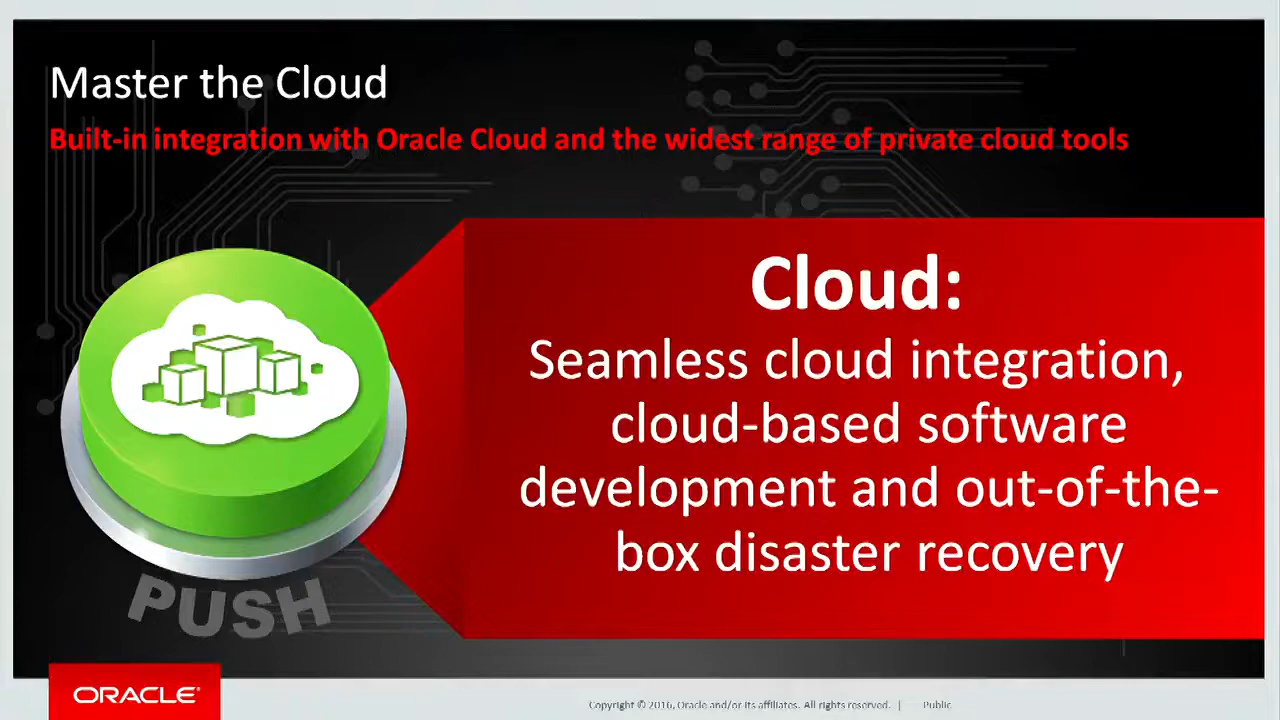 Master the Cloud
Built-in integration with Oracle Cloud and the widest range of private cloud tools
Cloud:
Seamless cloud integration,
cloud-based software
development and out-of-the-
box disaster recovery
PUSH
ORACLE®
Copyright © 2016, Oracle and/or its affiliates. All rights reserved. | Public